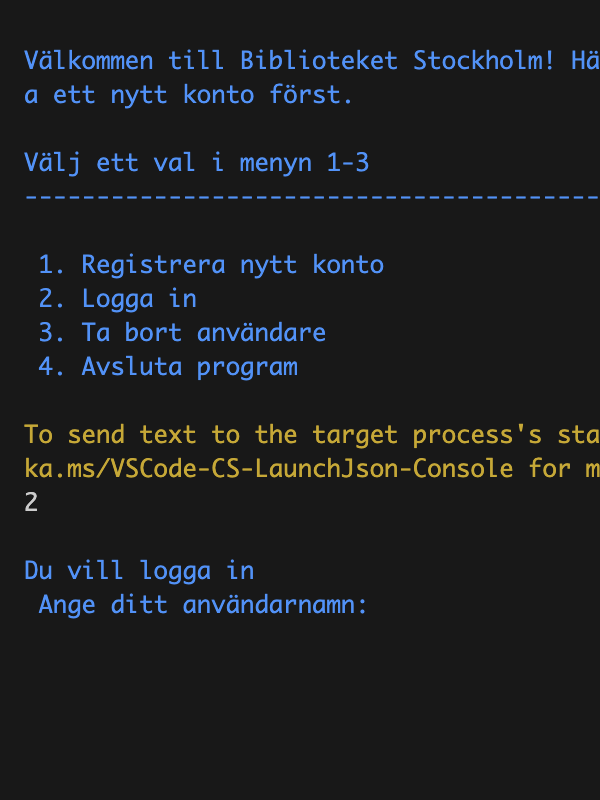 Välkommen till Biblioteket Stockholm! Hä
a ett nytt konto först.
Välj ett val i menyn 1-3
----------------------------------------
1. Registrera nytt konto
2. Logga in
3. Ta bort användare
4. Avsluta program
To send text to the target process's sta
ka.ms/VSCode-CS-LaunchJson-Console for m
2
Du vill logga in
Ange ditt användarnamn: